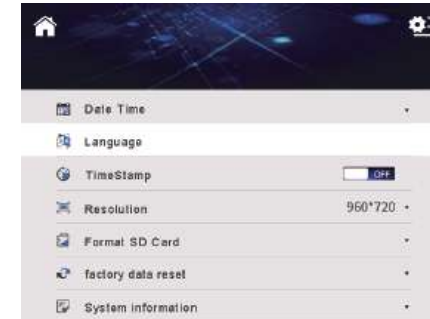 Date Time
Language
TimeStamp OFF
Resolution 960*720
Format SD Card
factory data reset
System information